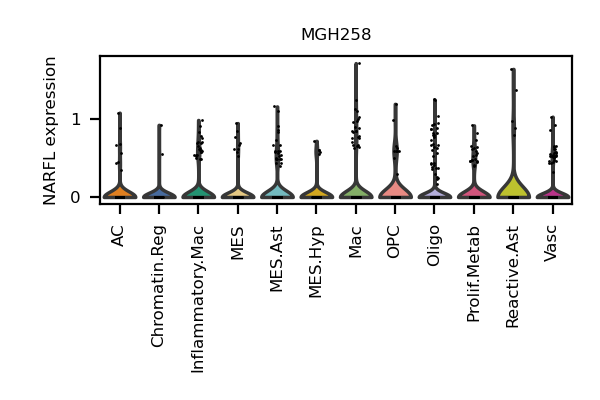 MGH258
NARFL expression
1
0
AC
Chromatin.Reg
Inflammatory.Mac
MES
MES.Ast
MES.Hyp
Mac
OPC
Oligo
Prolif.Metab
Reactive.Ast
Vasc